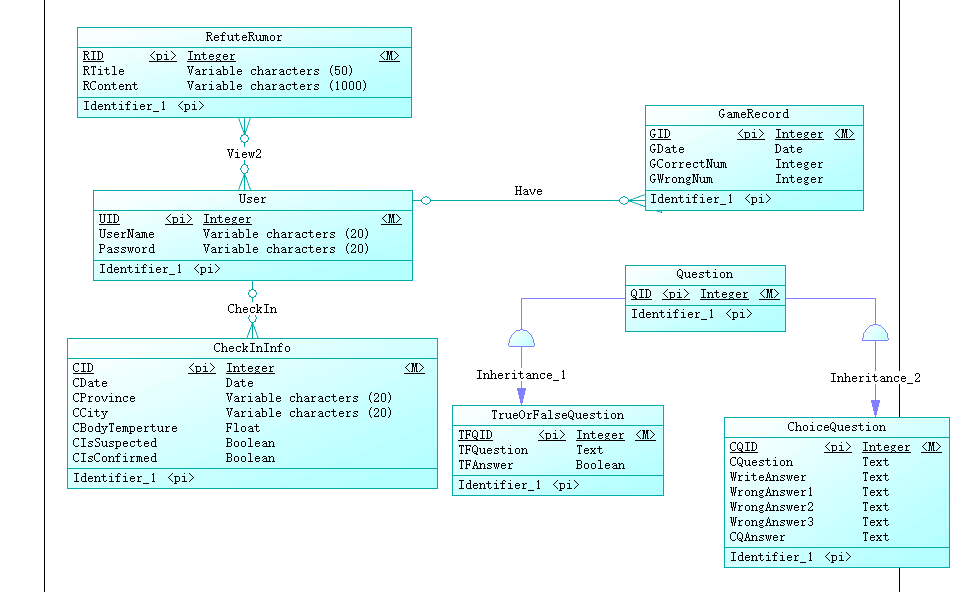 RefuteRumor
RID <pi> Integer <M>
RTitle Variable characters (50)
RContent Variable characters (1000)
Identifier_1 <pi>
View2
User
UID <pi> Integer <M>
UserName Variable characters (20)
Password Variable characters (20)
Identifier_1 <pi>
Have
GameRecord
GID <pi> Integer <M>
GDate Date
GCorrectNum Integer
GWrongNum Integer
Identifier_1 <pi>
CheckIn
CheckInInfo
CID <pi> Integer <M>
CDate Date
CProvince Variable characters (20)
CCity Variable characters (20)
CBodyTemperture Float
CIsSuspected Boolean
CIsConfirmed Boolean
Identifier_1 <pi>
Question
QID <pi> Integer <M>
Identifier_1 <pi>
Inheritance_1
Inheritance_2
TrueOrFalseQuestion
TFQID <pi> Integer <M>
TFQuestion Text
TFAnswer Boolean
Identifier_1 <pi>
ChoiceQuestion
CQID <pi> Integer <M>
CQuestion Text
WriteAnswer Text
WrongAnswer1 Text
WrongAnswer2 Text
WrongAnswer3 Text
CQAnswer Text
Identifier_1 <pi>